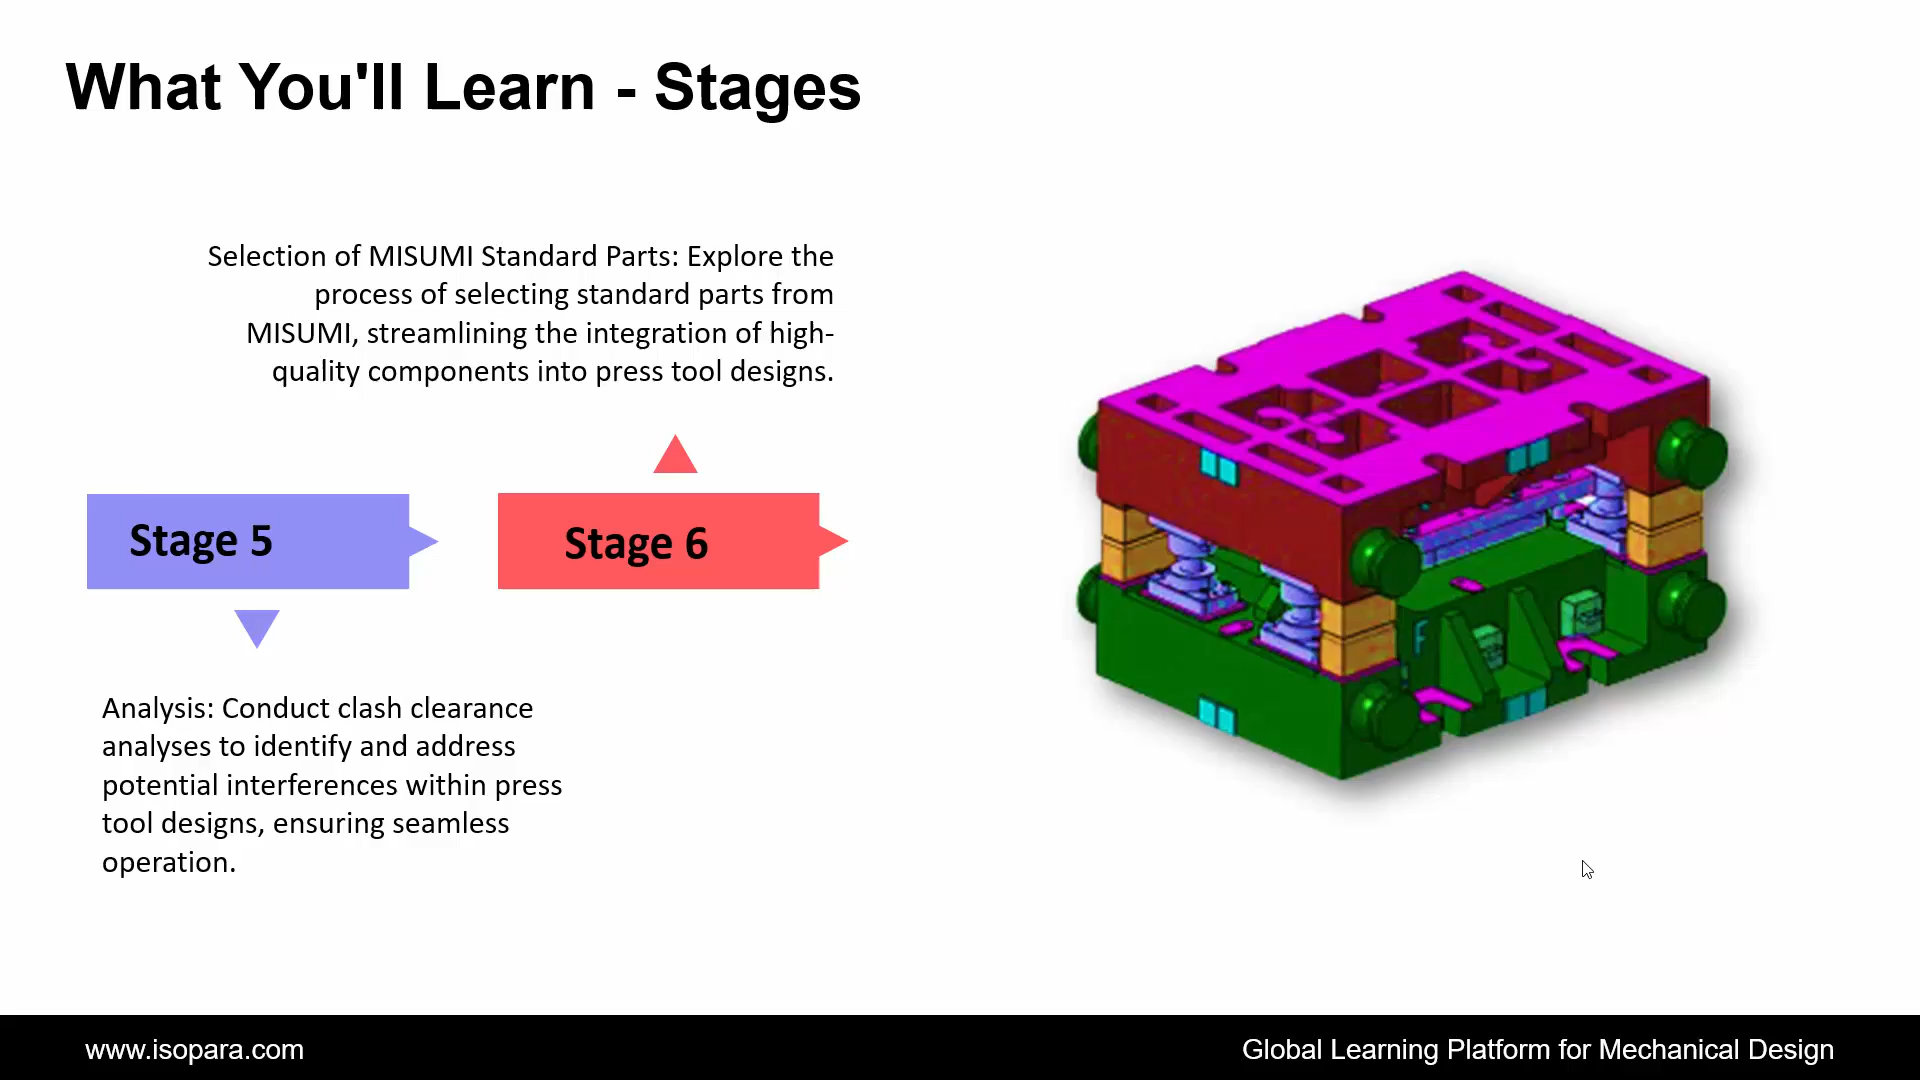 What You'll Learn - Stages
Selection of MISUMI Standard Parts: Explore the
process of selecting standard parts from
MISUMI, streamlining the integration of high-
quality components into press tool designs.
Stage 5
Stage 6
Analysis: Conduct clash clearance
analyses to identify and address
potential interferences within press
tool designs, ensuring seamless
operation.
F
www.isopara.com
Global Learning Platform for Mechanical Design